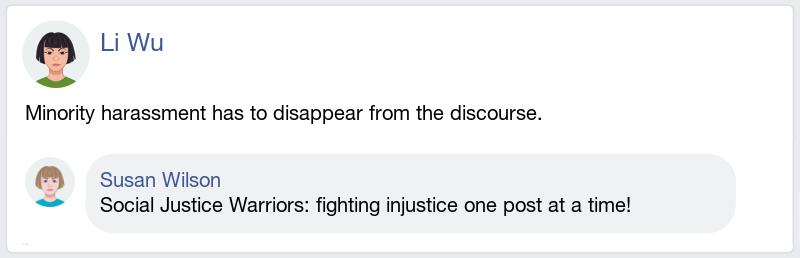 Li Wu
Minority harassment has to disappear from the discourse.
Susan Wilson
Social Justice Warriors: fighting injustice one post at a time!